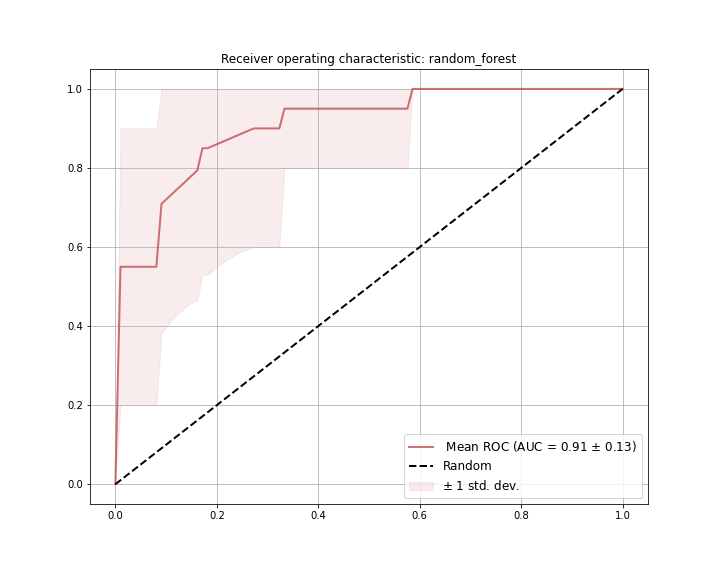 Receiver operating characteristic: random_forest
1.0
0.8
0.6
0.4
0.2
0.0
Mean ROC (AUC = 0.91 ± 0.13)
Random
± 1 std. dev.
0.0 0.2 0.4 0.6 0.8 1.0